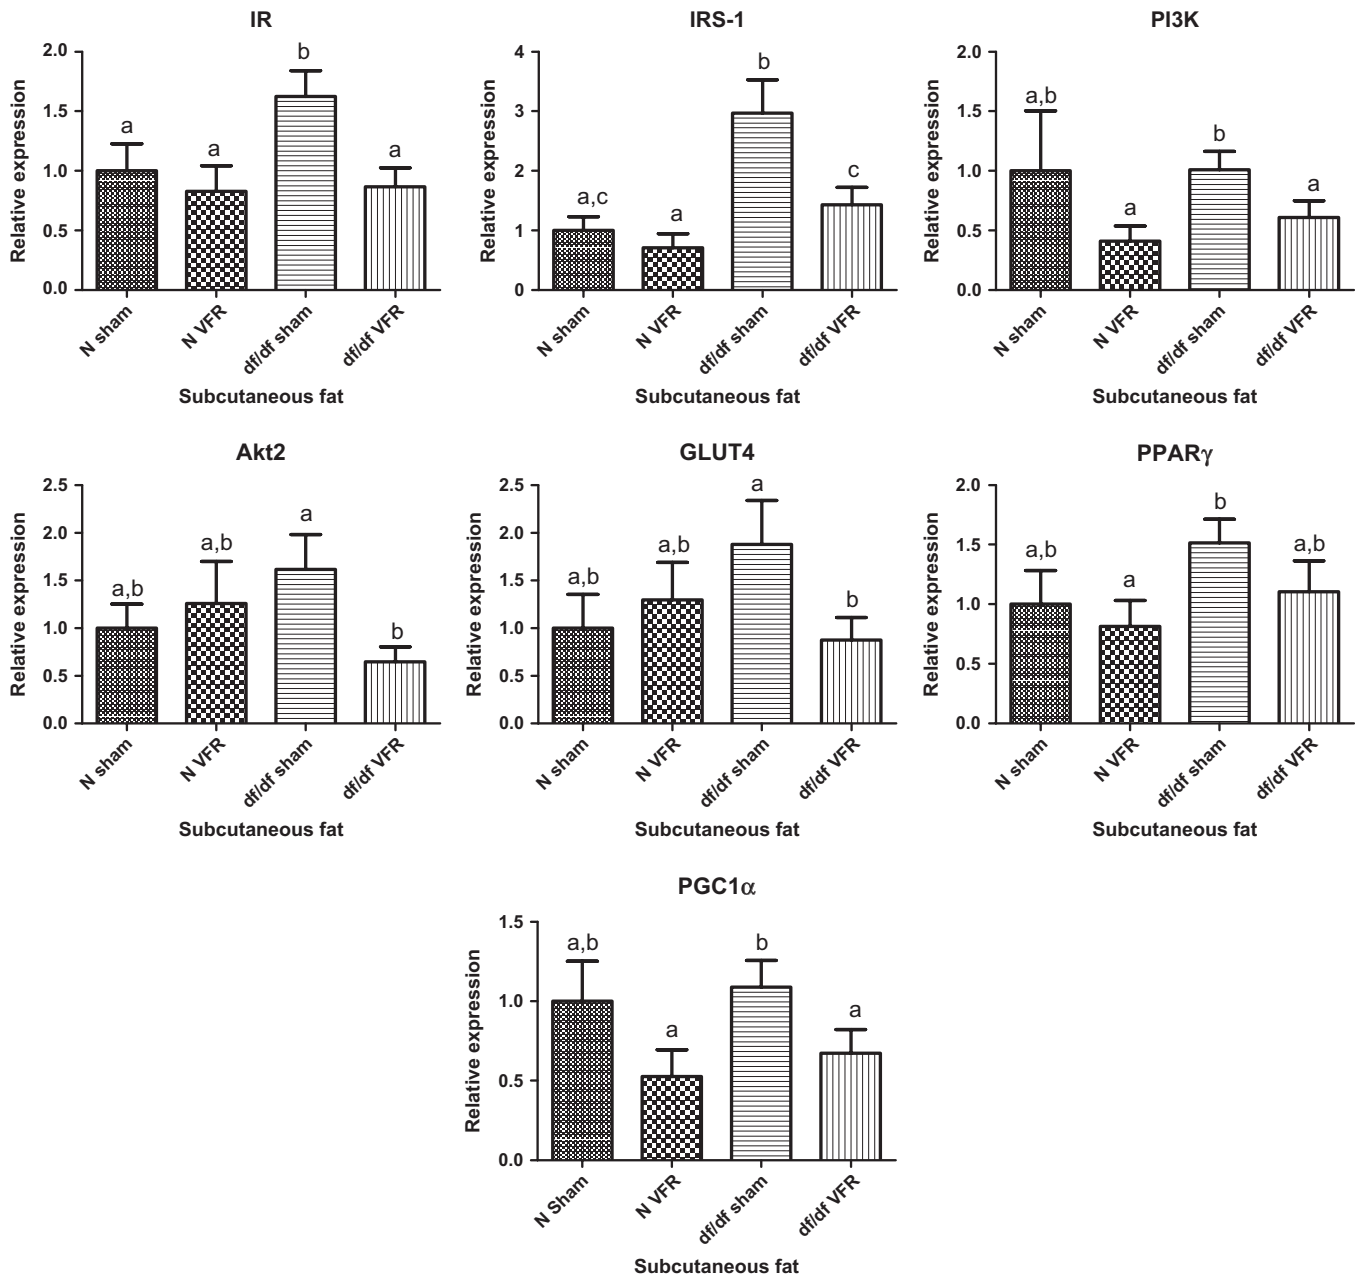 IR
Relative expression
2.0
1.5
1.0
0.5
0.0
a
a
b
a
N sham
N VFR
df/df sham
df/df VFR
Subcutaneous fat
IRS-1
Relative expression
4
3
2
1
0
a,c
a
b
c
N sham
N VFR
df/df sham
df/df VFR
Subcutaneous fat
PI3K
Relative expression
2.0
1.5
1.0
0.5
0.0
a,b
a
b
a
N sham
N VFR
df/df sham
df/df VFR
Subcutaneous fat
Akt2
Relative expression
2.5
2.0
1.5
1.0
0.5
0.0
a,b
a,b
a
b
N sham
N VFR
df/df sham
df/df VFR
Subcutaneous fat
GLUT4
Relative expression
2.5
2.0
1.5
1.0
0.5
0.0
a,b
a,b
a
b
N sham
N VFR
df/df sham
df/df VFR
Subcutaneous fat
PPARγ
Relative expression
2.0
1.5
1.0
0.5
0.0
a,b
a
b
a,b
N sham
N VFR
df/df sham
df/df VFR
Subcutaneous fat
PGC1α
Relative expression
1.5
1.0
0.5
0.0
a,b
a
b
a
N Sham
N VFR
df/df sham
df/df VFR
Subcutaneous fat